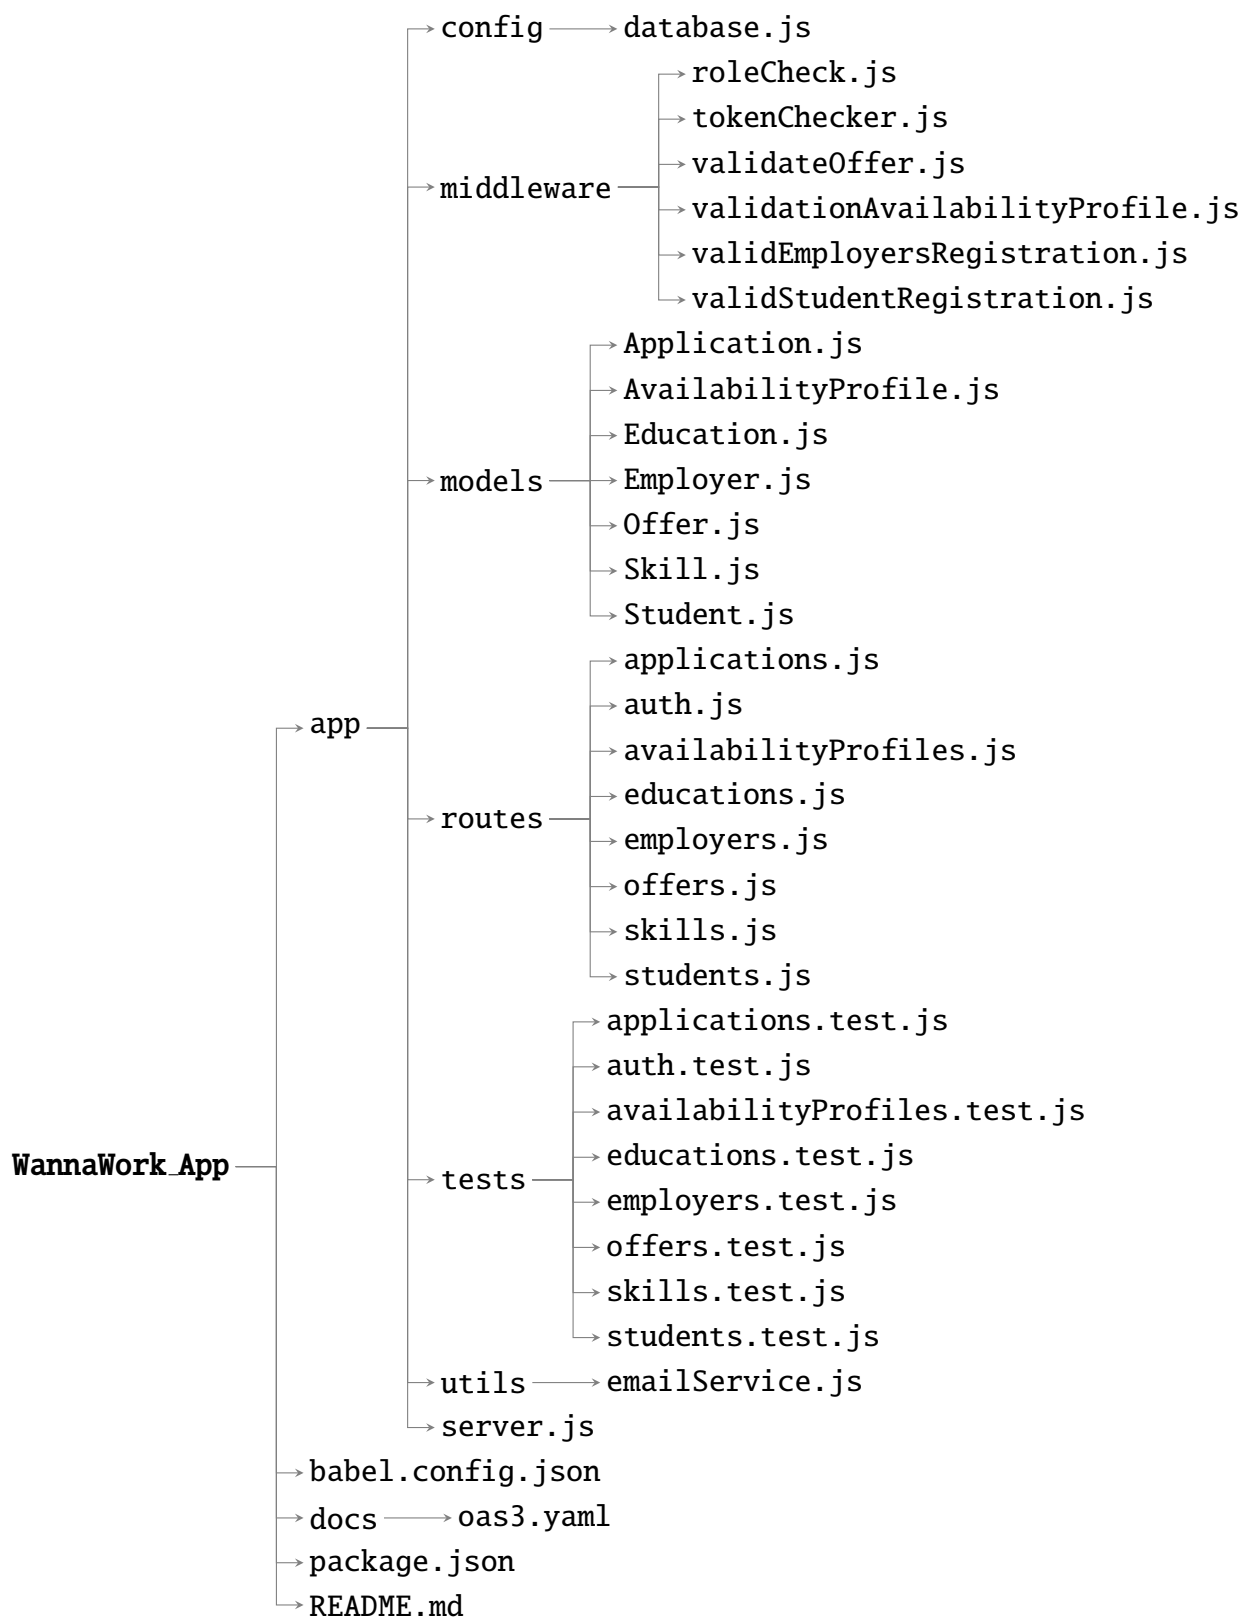 config
database.js
middleware
roleCheck.js
tokenChecker.js
validateOffer.js
validationAvailabilityProfile.js
validEmployersRegistration.js
validStudentRegistration.js
models
Application.js
AvailabilityProfile.js
Education.js
Employer.js
Offer.js
Skill.js
Student.js
app
routes
applications.js
auth.js
availabilityProfiles.js
educations.js
employers.js
offers.js
skills.js
students.js
WannaWork_App
tests
applications.test.js
auth.test.js
availabilityProfiles.test.js
educations.test.js
employers.test.js
offers.test.js
skills.test.js
students.test.js
utils
emailService.js
server.js
babel.config.json
docs
oas3.yaml
package.json
README.md